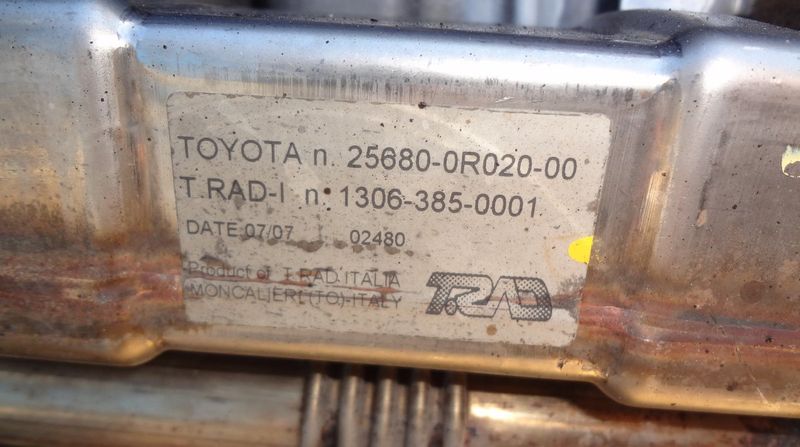 TOYOTA n. 25680-0R020-00
T.RAD-I n. 1306-385-0001
DATE 07/07 02480
Product of T.RAD ITALIA
MONCALIERI (TO)-ITALY
T.RAD